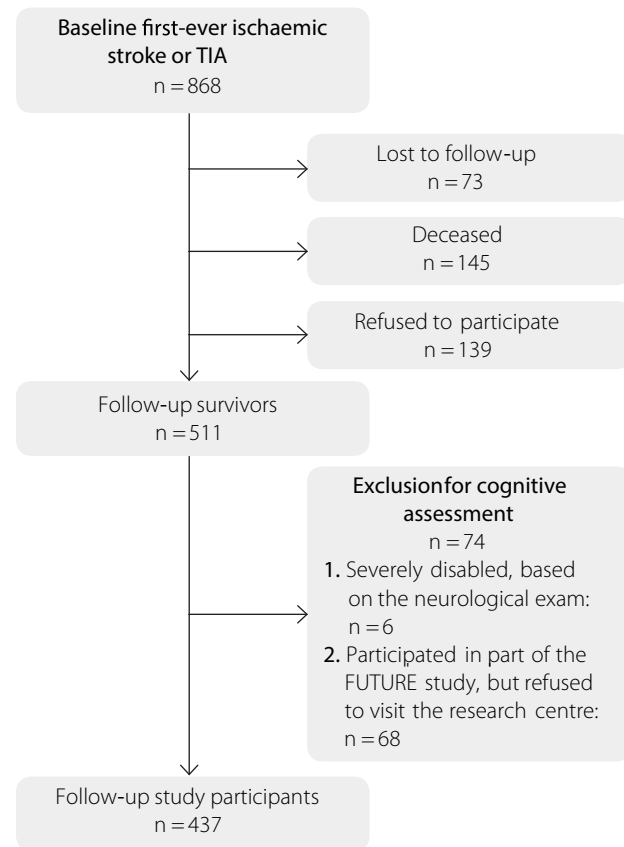 Baseline first-ever ischaemic
stroke or TIA
n = 868
Lost to follow-up
n = 73
Deceased
n = 145
Refused to participate
n = 139
Follow-up survivors
n = 511
Exclusionfor cognitive
assessment
n = 74
1. Severely disabled, based
on the neurological exam:
n = 6
2. Participated in part of the
FUTURE study, but refused
to visit the research centre:
n = 68
Follow-up study participants
n = 437